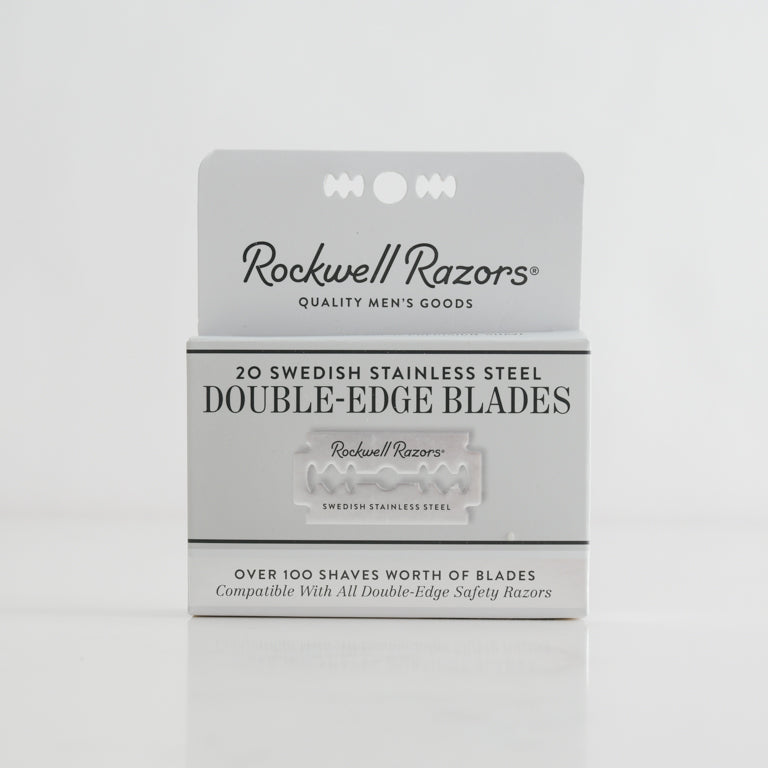 Rockwell Razors®
QUALITY MEN'S GOODS
20 SWEDISH STAINLESS STEEL
DOUBLE-EDGE BLADES
Rockwell Razors®
SWEDISH STAINLESS STEEL
OVER 100 SHAVES WORTH OF BLADES
Compatible With All Double-Edge Safety Razors